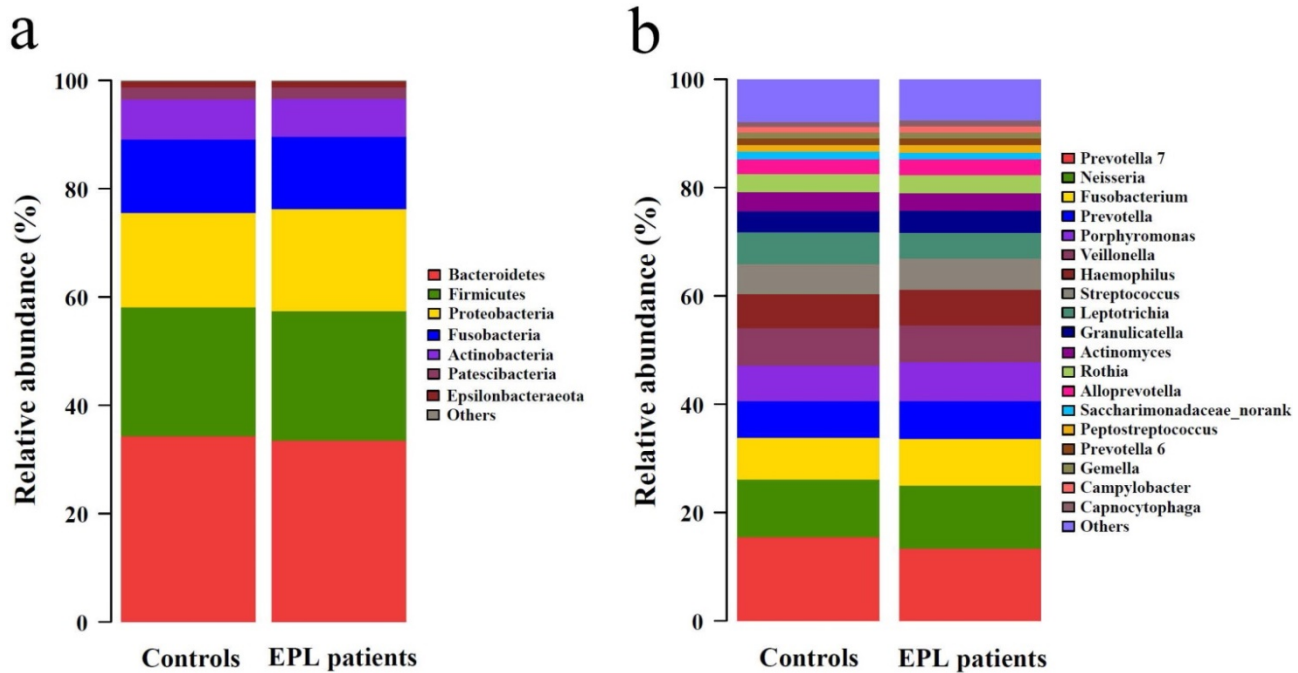 a
Relative abundance (%)
100
80
60
40
20
0
Controls
EPL patients
Bacteroidetes
Firmicutes
Proteobacteria
Fusobacteria
Actinobacteria
Patescibacteria
Epsilonbacteraeota
Others
b
Relative abundance (%)
100
80
60
40
20
0
Controls
EPL patients
Prevotella 7
Neisseria
Fusobacterium
Prevotella
Porphyromonas
Veillonella
Haemophilus
Streptococcus
Leptotrichia
Granulicatella
Actinomyces
Rothia
Alloprevotella
Saccharimonadaceae_norank
Peptostreptococcus
Prevotella 6
Gemella
Campylobacter
Capnocytophaga
Others